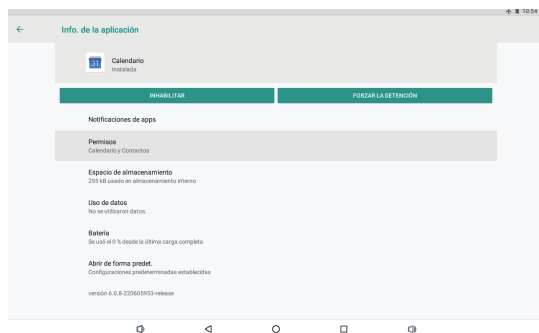 10:54
Info. de la aplicación
31
Calendario
Instalada
INHABILITAR
FORZAR LA DETENCIÓN
Notificaciones de apps
Permisos
Calendario y Contactos
Espacio de almacenamiento
255 kB usado en almacenamiento interno
Uso de datos
No se utilizaron datos.
Batería
Se usó el 0 % desde la última carga completa
Abrir de forma predet.
Configuraciones predeterminadas establecidas
versión 6.0.8-220605953-release